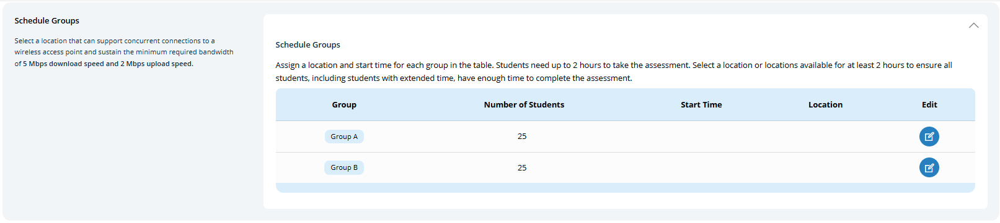 Schedule Groups
Select a location that can support concurrent connections to a
wireless access point and sustain the minimum required bandwidth
of 5 Mbps download speed and 2 Mbps upload speed.
Schedule Groups
Assign a location and start time for each group in the table. Students need up to 2 hours to take the assessment. Select a location or locations available for at least 2 hours to ensure all
students, including students with extended time, have enough time to complete the assessment.
Group Number of Students Start Time Location Edit
Group A 25
Group B 25